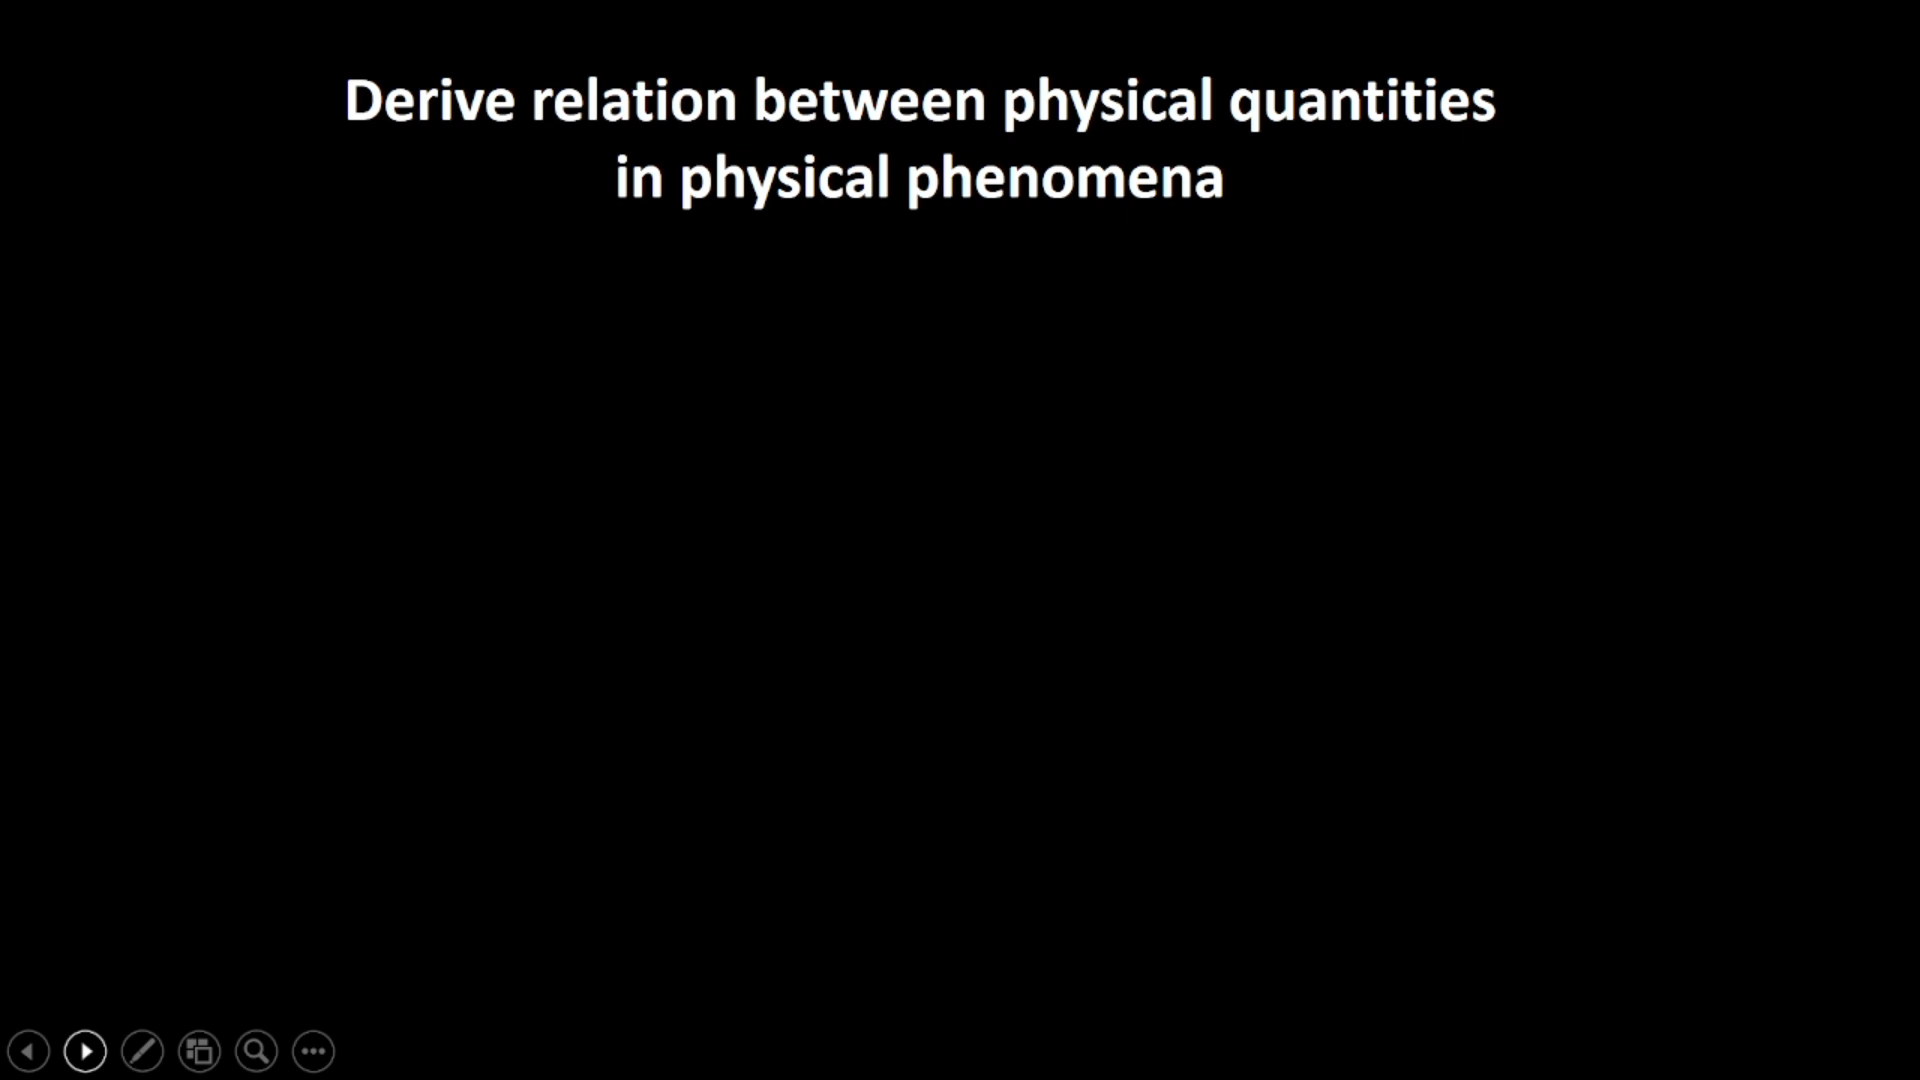 Derive relation between physical quantities
in physical phenomena